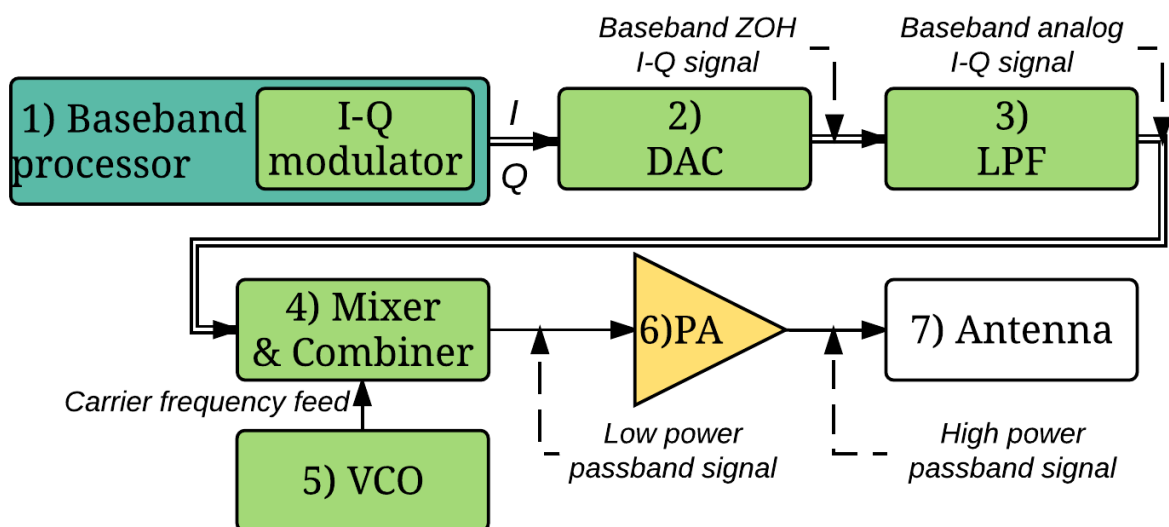 Baseband ZOH
I-Q signal
Baseband analog
I-Q signal
1) Baseband
processor
I-Q
modulator
I
Q
2)
DAC
3)
LPF
4) Mixer
& Combiner
6)PA
7) Antenna
Carrier frequency feed
5) VCO
Low power
passband signal
High power
passband signal